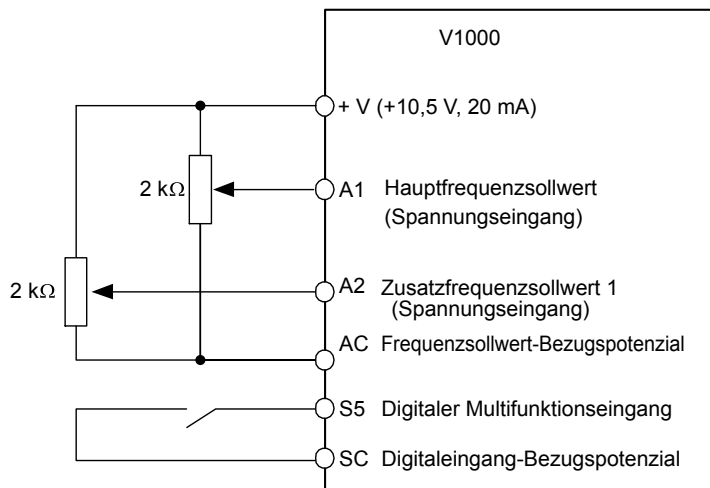 V1000
+ V (+10,5 V, 20 mA)
2 kΩ
A1 Hauptfrequenzsollwert
(Spannungseingang)
2 kΩ
A2 Zusatzfrequenzsollwert 1
(Spannungseingang)
AC Frequenzsollwert-Bezugspotenzial
S5 Digitaler Multifunktionseingang
SC Digitaleingang-Bezugspotenzial